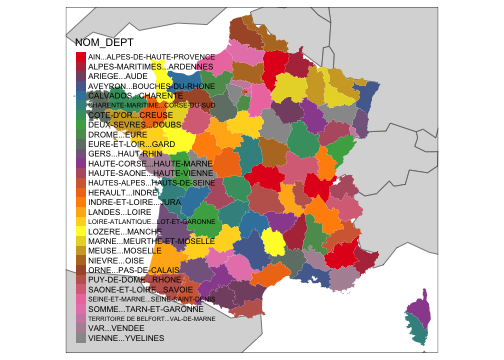 NOM_DEPT
AIN...ALPES-DE-HAUTE-PROVENCE
ALPES-MARITIMES...ARDENNES
ARIEGE...AUDE
AVEYRON...BOUCHES-DU-RHONE
CALVADOS...CHARENTE
CHARENTE-MARITIME...CORSE-DU-SUD
COTE-D'OR...CREUSE
DEUX-SEVRES...DOUBS
DROME...EURE
EURE-ET-LOIR...GARD
GERS...HAUT-RHIN
HAUTE-CORSE...HAUTE-MARNE
HAUTE-SAONE...HAUTE-VIENNE
HAUTES-ALPES...HAUTS-DE-SEINE
HERAULT...INDRE
INDRE-ET-LOIRE...JURA
LANDES...LOIRE
LOIRE-ATLANTIQUE...LOT-ET-GARONNE
LOZERE...MANCHE
MARNE...MEURTHE-ET-MOSELLE
MEUSE...MOSELLE
NIEVRE...OISE
ORNE...PAS-DE-CALAIS
PUY-DE-DOME...RHONE
SAONE-ET-LOIRE...SAVOIE
SEINE-ET-MARNE...SEINE-SAINT-DENIS
SOMME...TARN-ET-GARONNE
TERRITOIRE DE BELFORT...VAL-DE-MARNE
VAR...VENDEE
VIENNE...YVELINES